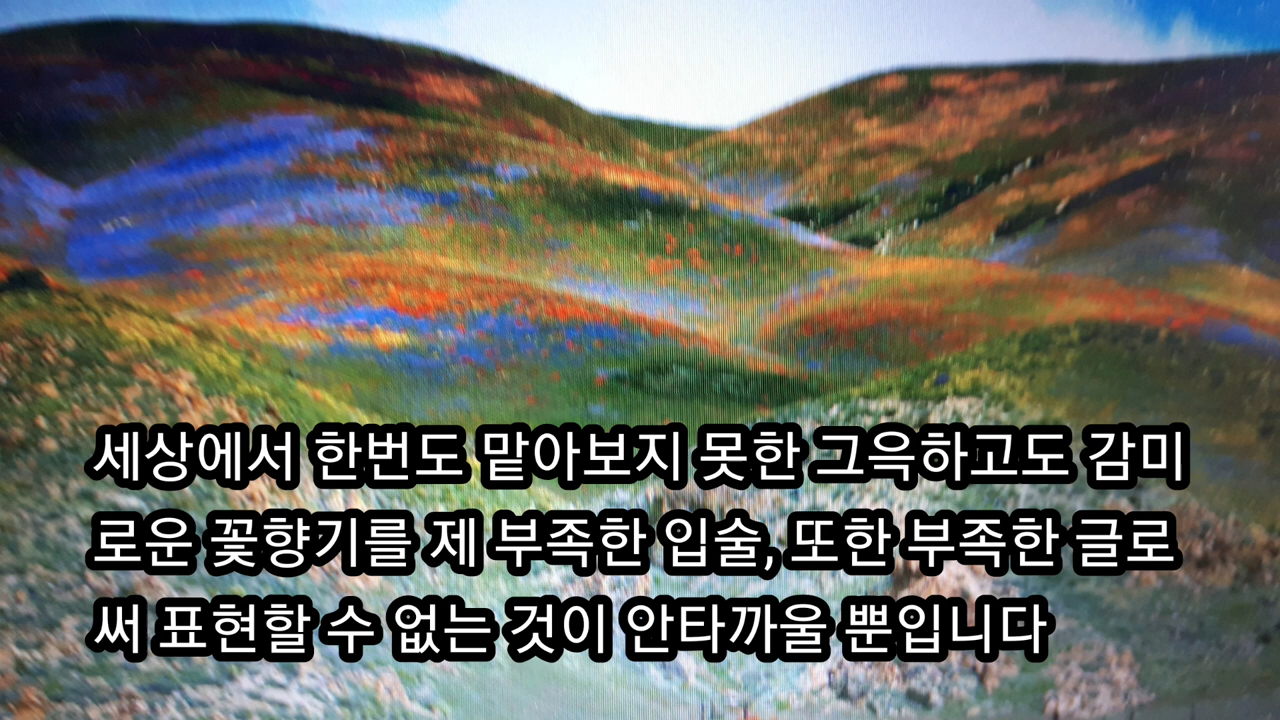 세상에서 한번도 맡아보지 못한 그윽하고도 감미
로운 꽃향기를 제 부족한 입술, 또한 부족한 글로
써 표현할 수 없는 것이 안타까울 뿐입니다